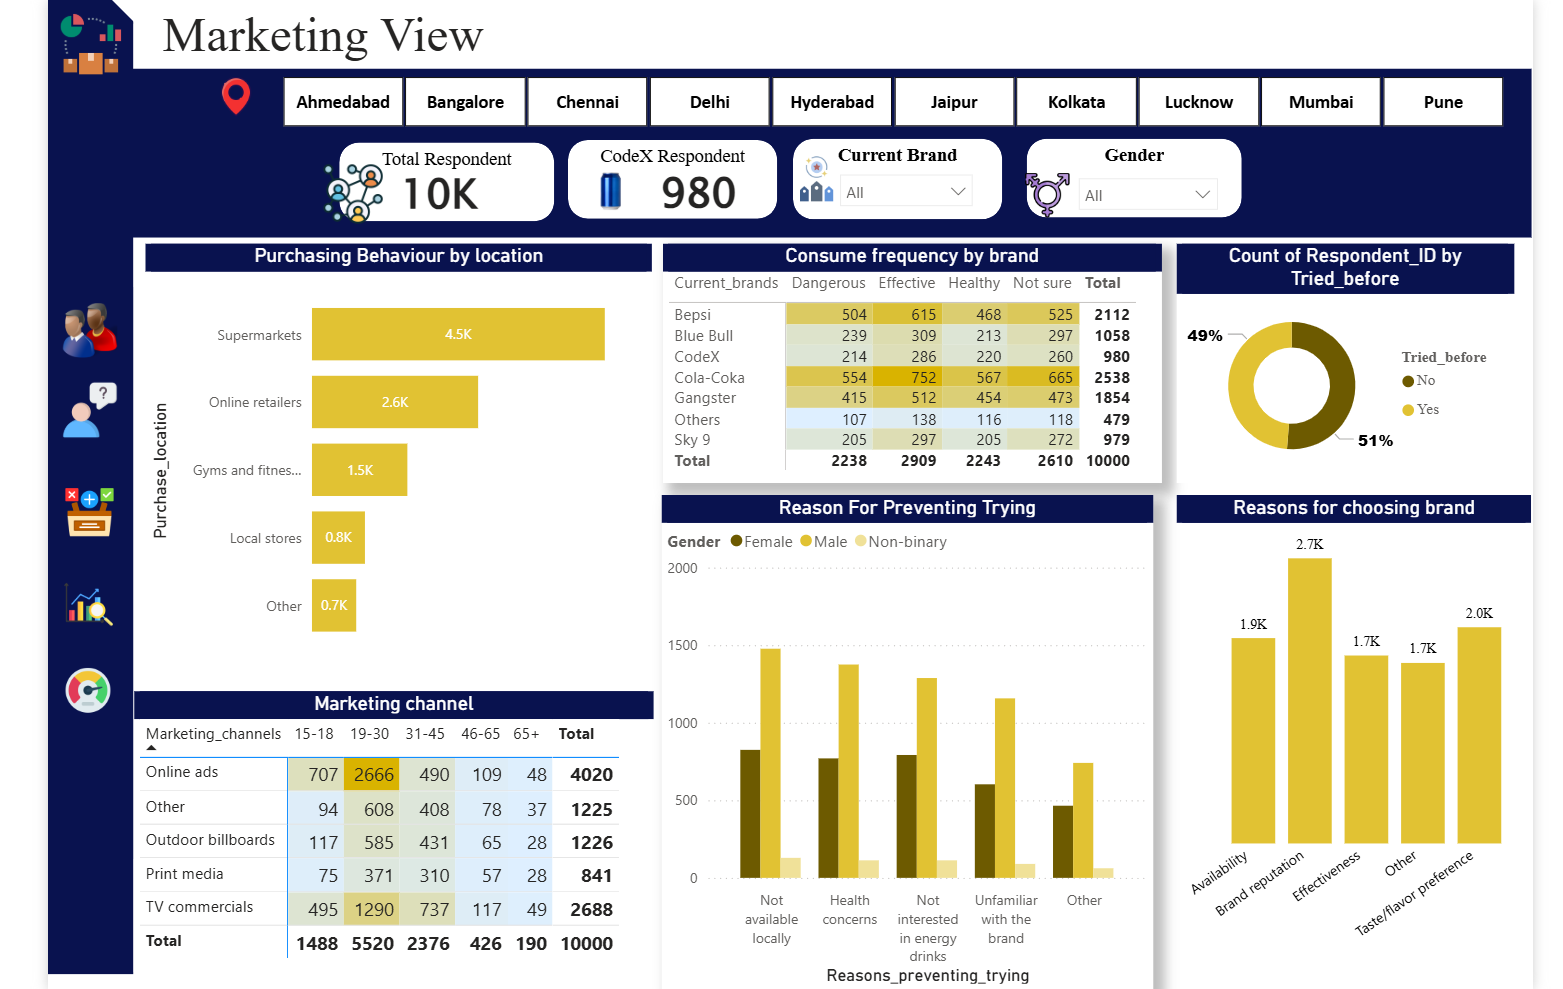 Marketing View
Ahmedabad Bangalore Chennai Delhi Hyderabad Jaipur Kolkata Lucknow Mumbai Pune
Total Respondent
10K
CodeX Respondent
980
Current Brand
All
Gender
All
Purchasing Behaviour by location
Purchase_location
Supermarkets 4.5K
Online retailers 2.6K
Gyms and fitnes... 1.5K
Local stores 0.8K
Other 0.7K
Consume frequency by brand
Current_brands Dangerous Effective Healthy Not sure Total
Bepsi 504 615 468 525 2112
Blue Bull 239 309 213 297 1058
CodeX 214 286 220 260 980
Cola-Coka 554 752 567 665 2538
Gangster 415 512 454 473 1854
Others 107 138 116 118 479
Sky 9 205 297 205 272 979
Total 2238 2909 2243 2610 10000
Count of Respondent_ID by
Tried_before
49%
51%
Tried_before
No
Yes
Marketing channel
Marketing_channels 15-18 19-30 31-45 46-65 65+ Total
Online ads 707 2666 490 109 48 4020
Other 94 608 408 78 37 1225
Outdoor billboards 117 585 431 65 28 1226
Print media 75 371 310 57 28 841
TV commercials 495 1290 737 117 49 2688
Total 1488 5520 2376 426 190 10000
Reason For Preventing Trying
Gender Female Male Non-binary
2000
1500
1000
500
0
Not
available
locally
Health
concerns
Not
interested
in energy
drinks
Unfamiliar
with the
brand
Other
Reasons_preventing_trying
Reasons for choosing brand
1.9K
2.7K
1.7K
1.7K
2.0K
Availability
Brand reputation
Effectiveness
Other
Taste/flavor preference
?